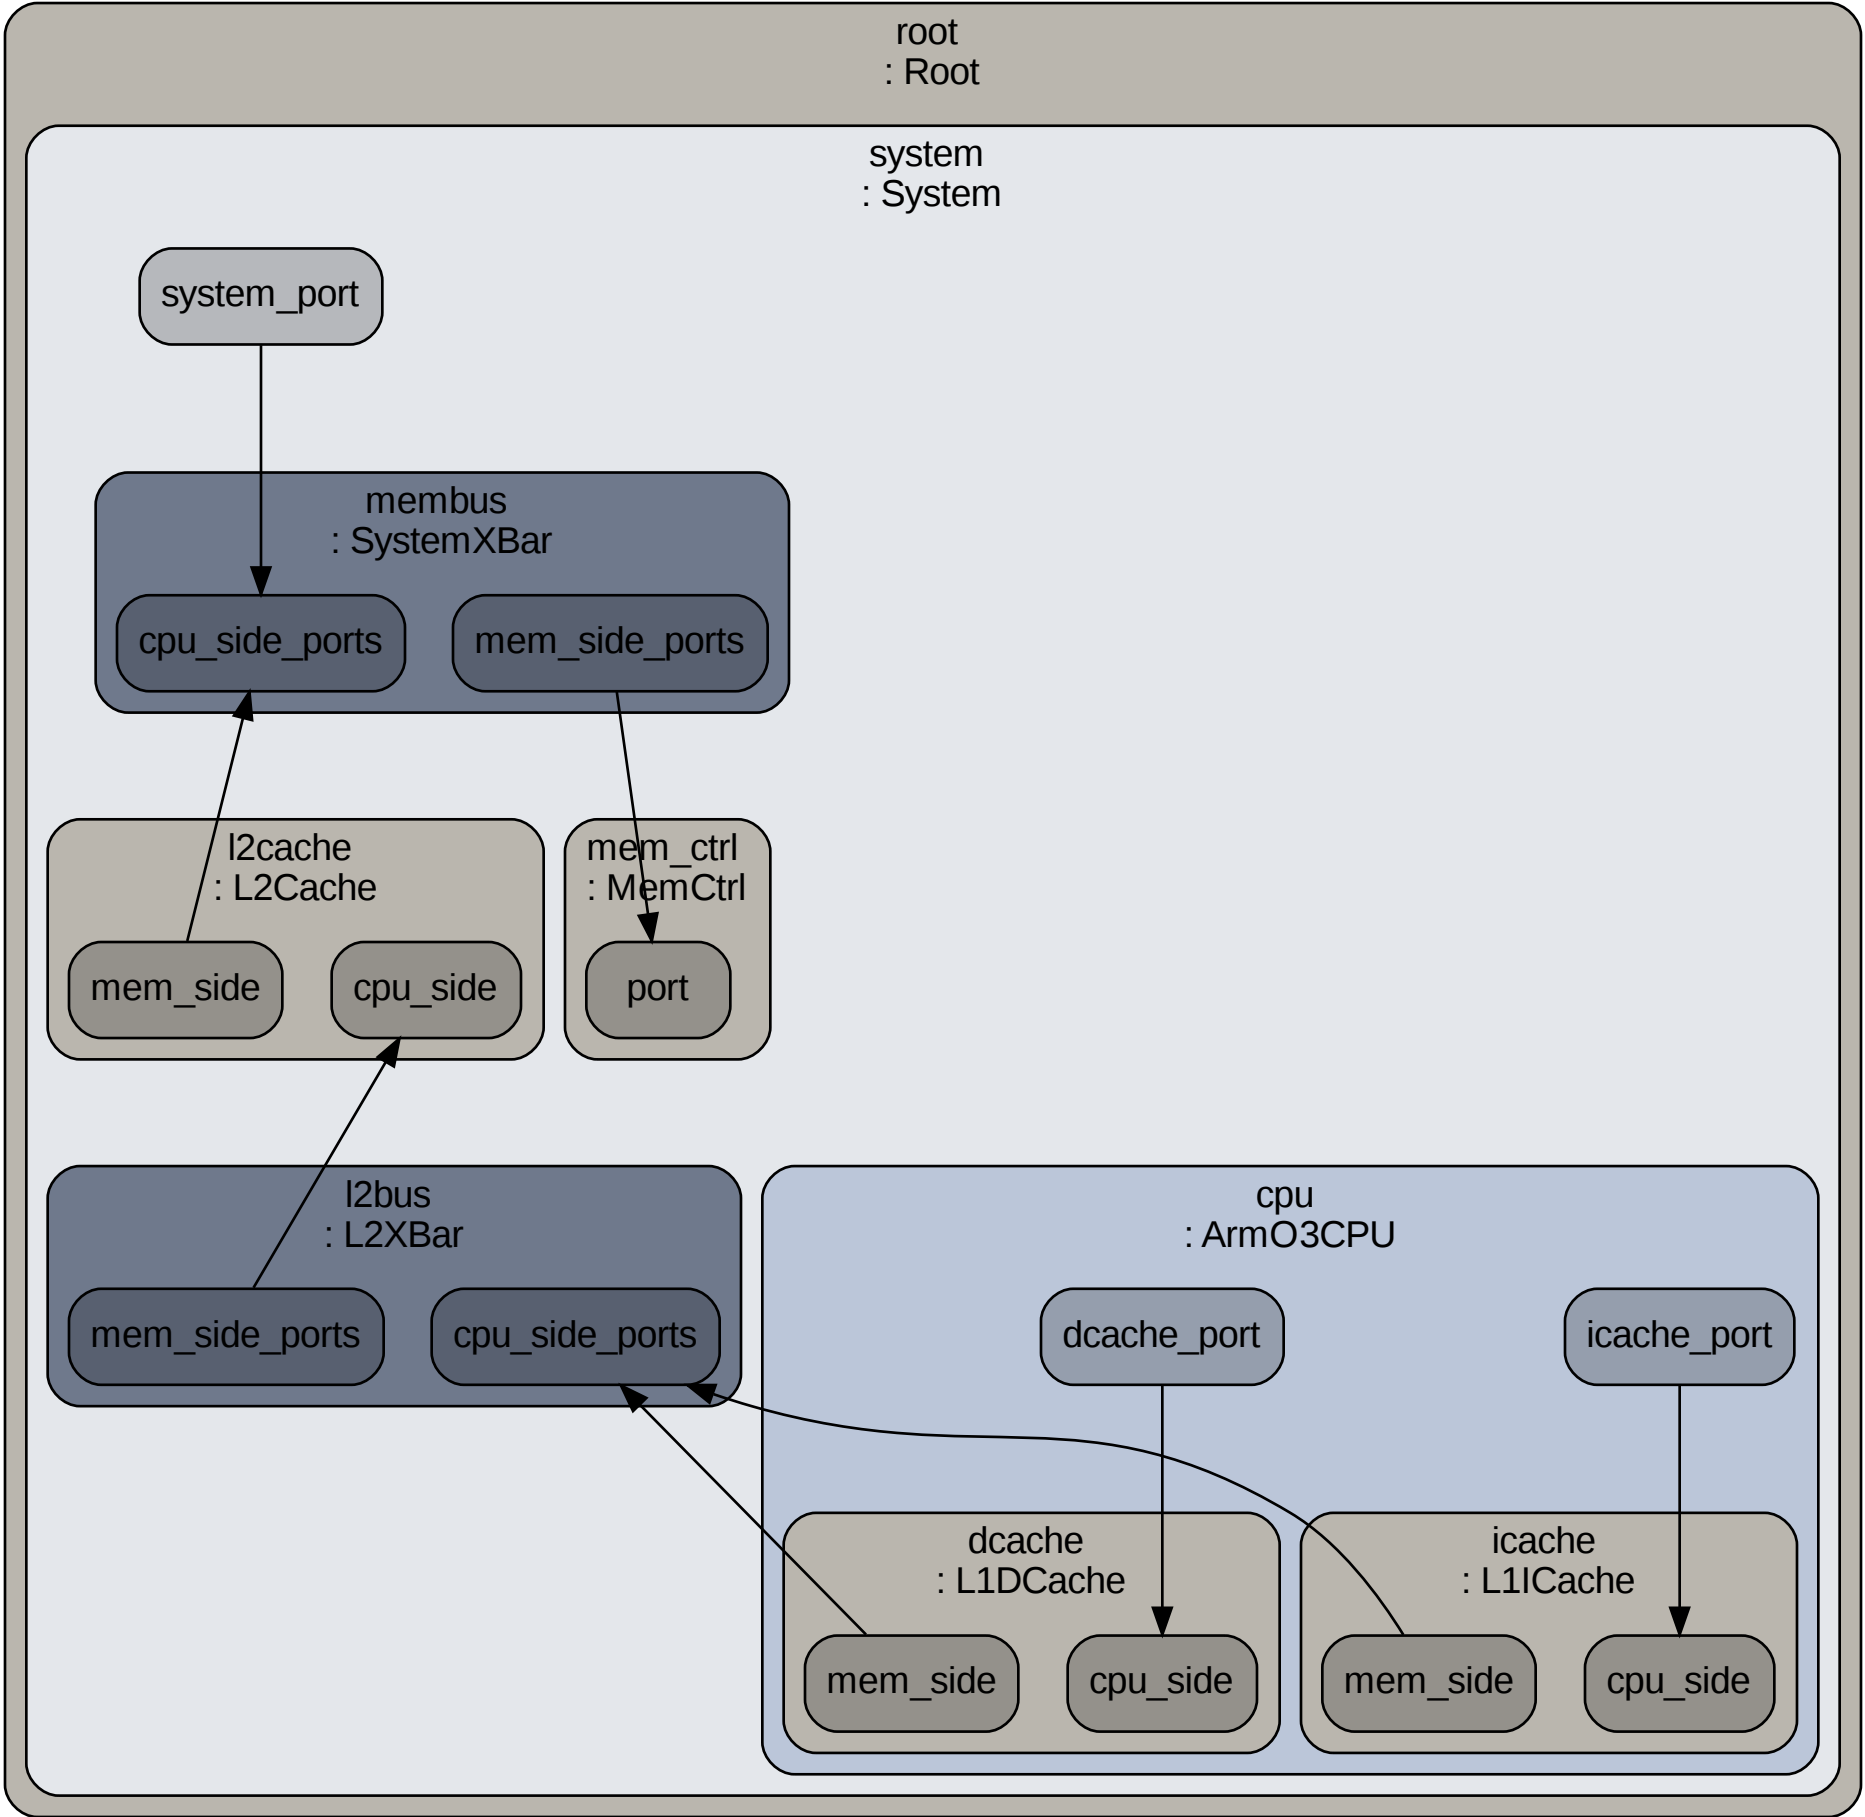 root
: Root
system
: System
system_port
membus
: SystemXBar
cpu_side_ports
mem_side_ports
l2cache
: L2Cache
mem_side
cpu_side
mem_ctrl
: MemCtrl
port
l2bus
: L2XBar
mem_side_ports
cpu_side_ports
cpu
: ArmO3CPU
dcache_port
icache_port
dcache
: L1DCache
mem_side
cpu_side
icache
: L1ICache
mem_side
cpu_side